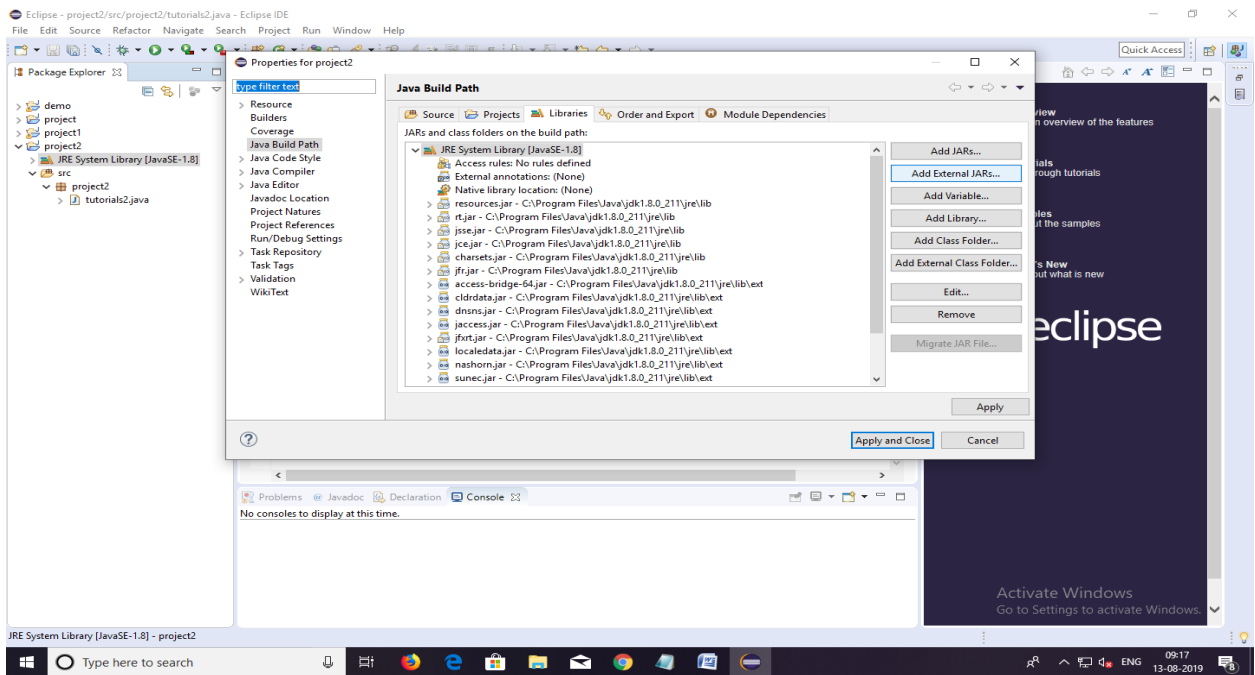 Eclipse - project2/src/project2/tutorials2.java - Eclipse IDE
File Edit Source Refactor Navigate Search Project Run Window Help
Quick Access
Package Explorer
demo
project
project1
project2
JRE System Library [JavaSE-1.8]
src
project2
tutorials2.java
Properties for project2
type filter text
Resource
Builders
Coverage
Java Build Path
Java Code Style
Java Compiler
Java Editor
Javadoc Location
Project Natures
Project References
Run/Debug Settings
Task Repository
Task Tags
Validation
WikiText
Java Build Path
Source Projects Libraries Order and Export Module Dependencies
JARs and class folders on the build path:
JRE System Library [JavaSE-1.8]
Access rules: No rules defined
External annotations: (None)
Native library location: (None)
resources.jar - C:\Program Files\Java\jdk1.8.0_211\jre\lib
rt.jar - C:\Program Files\Java\jdk1.8.0_211\jre\lib
jsse.jar - C:\Program Files\Java\jdk1.8.0_211\jre\lib
jce.jar - C:\Program Files\Java\jdk1.8.0_211\jre\lib
charsets.jar - C:\Program Files\Java\jdk1.8.0_211\jre\lib
jfr.jar - C:\Program Files\Java\jdk1.8.0_211\jre\lib
access-bridge-64.jar - C:\Program Files\Java\jdk1.8.0_211\jre\lib\ext
cldrdata.jar - C:\Program Files\Java\jdk1.8.0_211\jre\lib\ext
dnsns.jar - C:\Program Files\Java\jdk1.8.0_211\jre\lib\ext
jaccess.jar - C:\Program Files\Java\jdk1.8.0_211\jre\lib\ext
jfxrt.jar - C:\Program Files\Java\jdk1.8.0_211\jre\lib\ext
localedata.jar - C:\Program Files\Java\jdk1.8.0_211\jre\lib\ext
nashorn.jar - C:\Program Files\Java\jdk1.8.0_211\jre\lib\ext
sunec.jar - C:\Program Files\Java\jdk1.8.0_211\jre\lib\ext
Add JARs...
Add External JARs...
Add Variable...
Add Library...
Add Class Folder...
Add External Class Folder...
Edit...
Remove
Migrate JAR File...
Apply
Apply and Close Cancel
view
n overview of the features
ials
rough tutorials
les
ut the samples
's New
out what is new
eclipse
Problems Javadoc Declaration Console
No consoles to display at this time.
Activate Windows
Go to Settings to activate Windows.
JRE System Library [JavaSE-1.8] - project2
Type here to search
ENG
09:17
13-08-2019
8